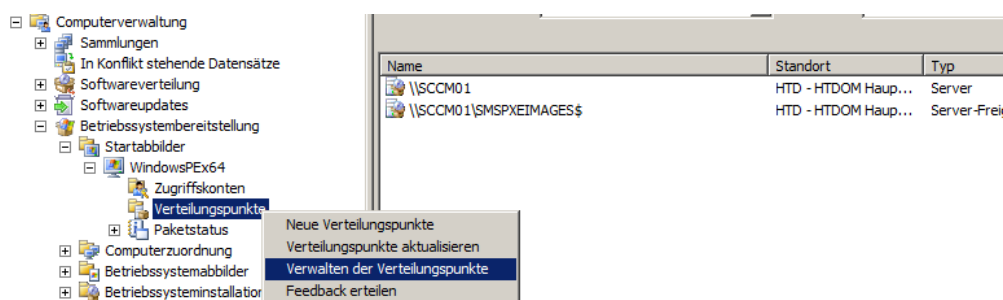 Computerverwaltung
Sammlungen
In Konflikt stehende Datensätze
Softwareverteilung
Softwareupdates
Betriebssystembereitstellung
Startabbilder
WindowsPEx64
Zugriffskonten
Verteilungspunkte
Paketstatus
Computerzuordnung
Betriebssystemabbilder
Betriebssysteminstallation
Neue Verteilungspunkte
Verteilungspunkte aktualisieren
Verwalten der Verteilungspunkte
Feedback erteilen
Name Standort Typ
\\SCCM01 HTD - HTDOM Haup... Server
\\SCCM01\SMSPXEIMAGES$ HTD - HTDOM Haup... Server-Freig